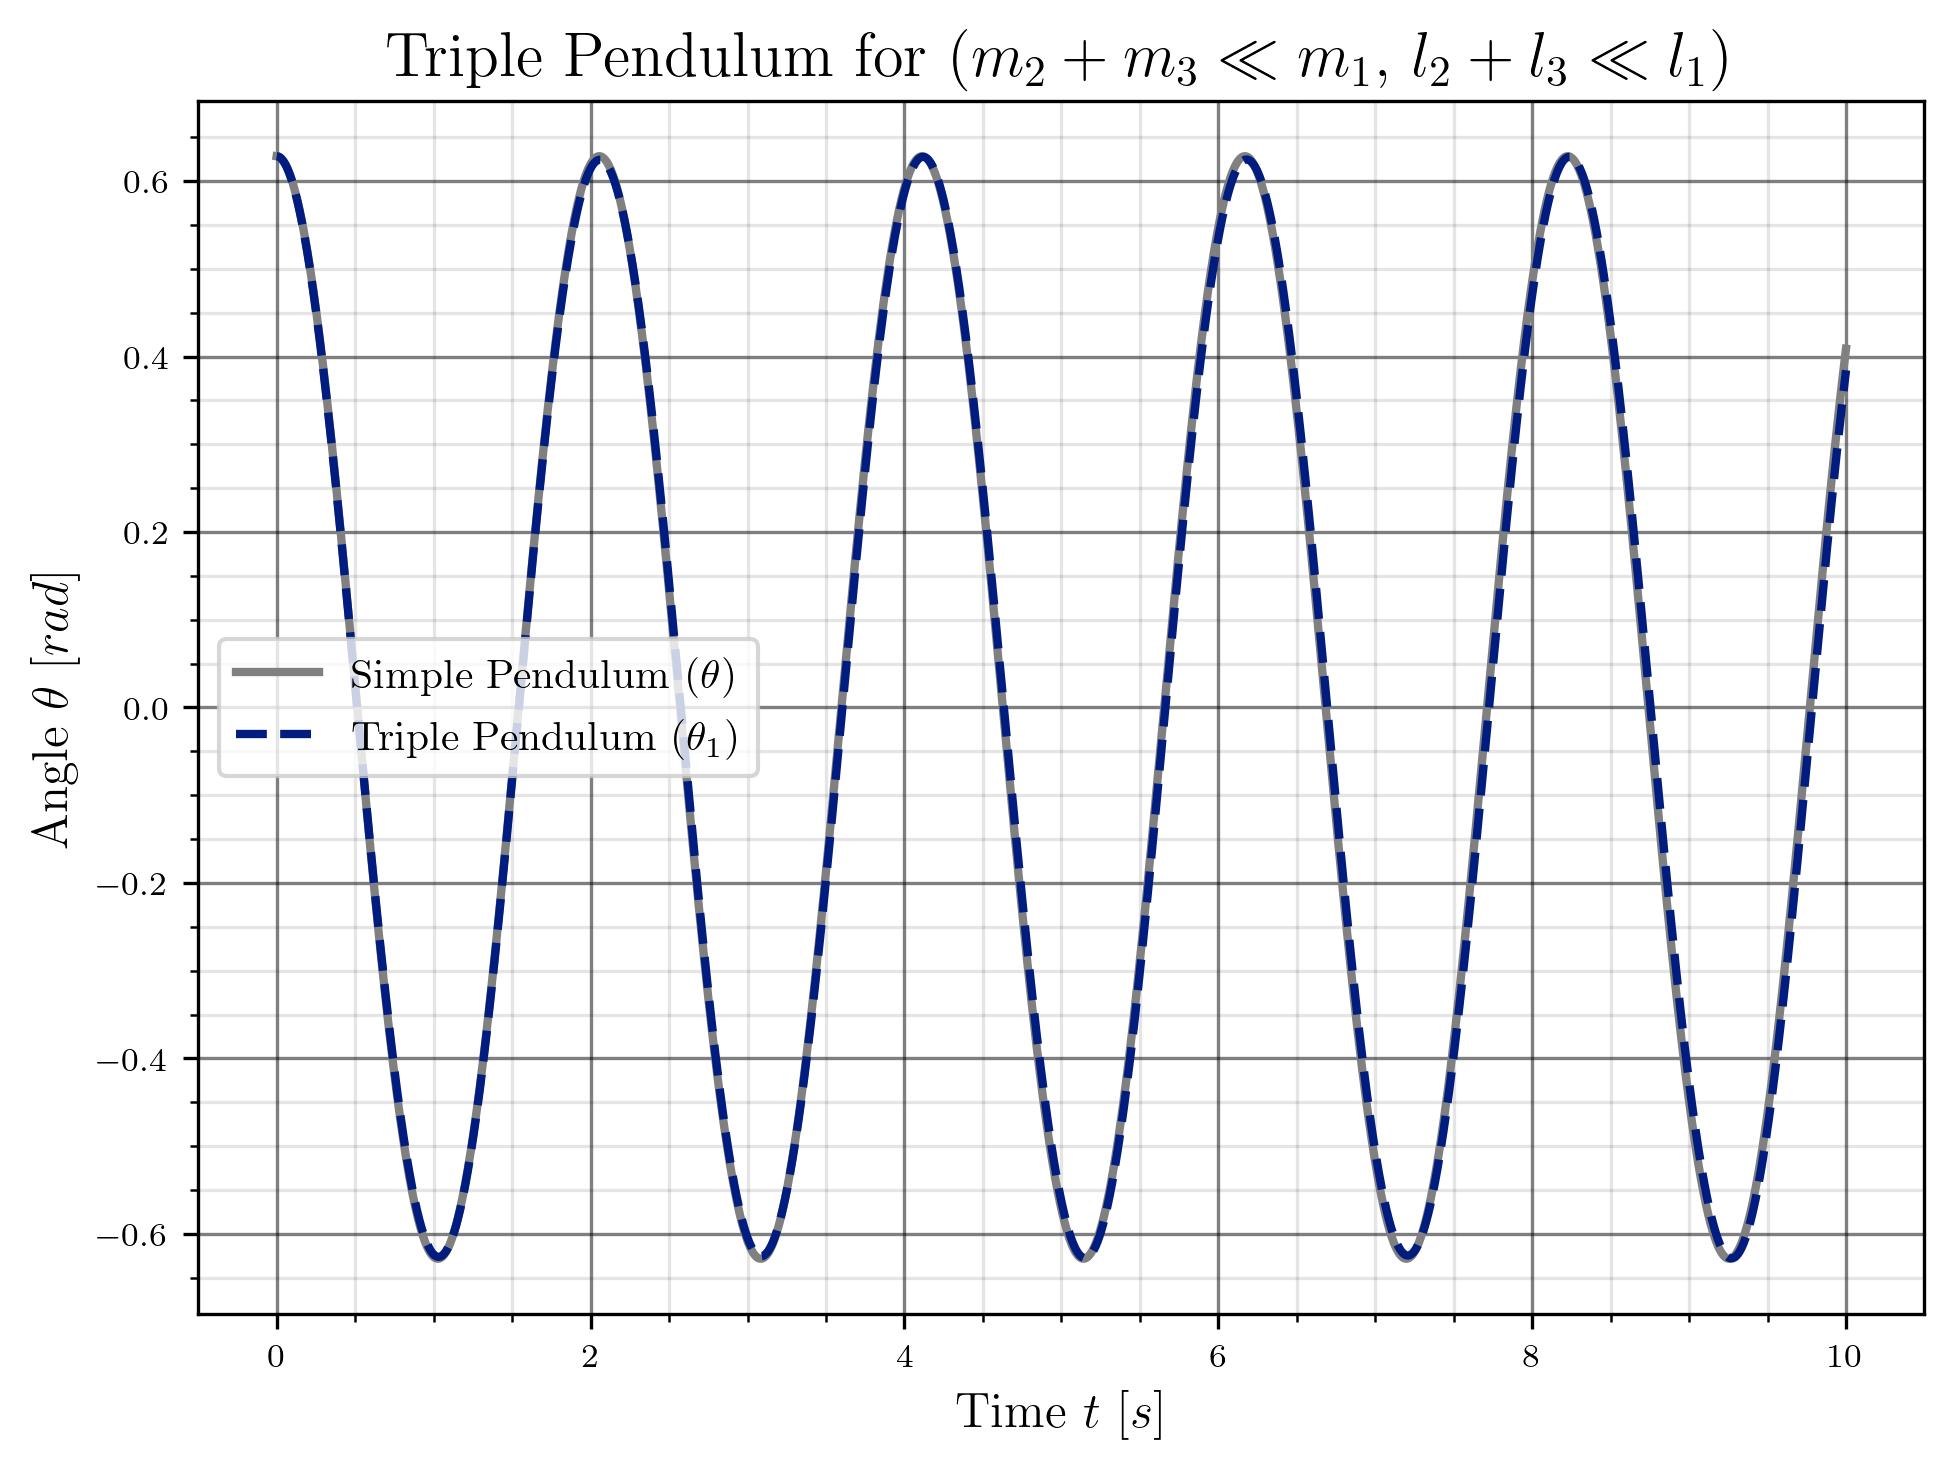 Triple Pendulum for (m₂ + m₃ ≪ m₁, l₂ + l₃ ≪ l₁)
0.6
0.4
0.2
0.0
−0.2
−0.4
−0.6
Angle θ [rad]
Simple Pendulum (θ)
Triple Pendulum (θ₁)
0 2 4 6 8 10
Time t [s]